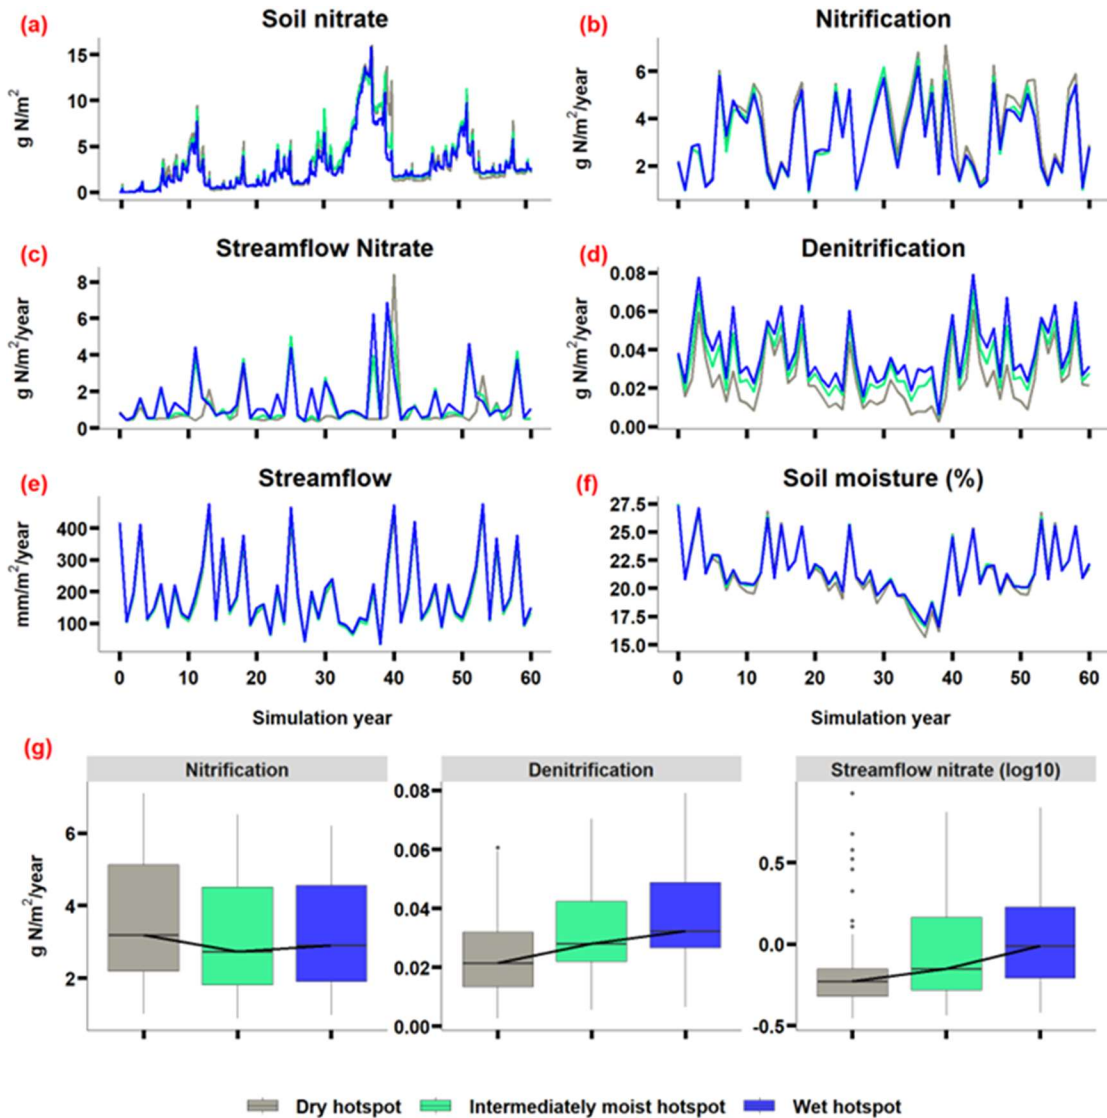 (a)
Soil nitrate
g N/m²
15
10
5
0
(b)
Nitrification
g N/m²/year
6
4
2
(c)
Streamflow Nitrate
g N/m²/year
8
6
4
2
0
(d)
Denitrification
g N/m²/year
0.08
0.06
0.04
0.02
0.00
(e)
Streamflow
mm/m²/year
400
300
200
100
0 10 20 30 40 50 60
Simulation year
(f)
Soil moisture (%)
27.5
25.0
22.5
20.0
17.5
15.0
0 10 20 30 40 50 60
Simulation year
(g)
g N/m²/year
Nitrification
6
4
2
Denitrification
0.08
0.06
0.04
0.02
0.00
Streamflow nitrate (log10)
0.5
0.0
-0.5
Dry hotspot Intermediately moist hotspot Wet hotspot